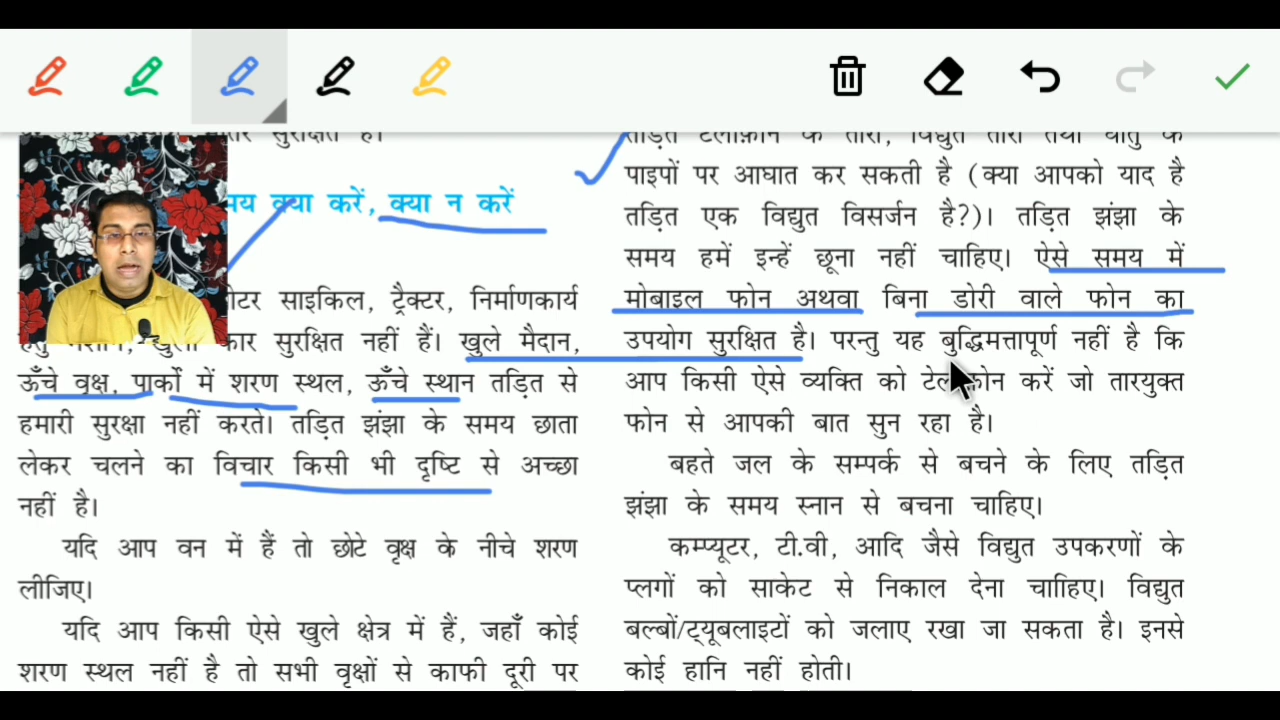 सुरक्षित है।
क्या करें, क्या न करें
साइकिल, ट्रैक्टर, निर्माणकार्य
कार सुरक्षित नहीं हैं। खुले मैदान,
ऊँचे वृक्ष, पार्कों में शरण स्थल, ऊँचे स्थान तड़ित से
हमारी सुरक्षा नहीं करते। तड़ित झंझा के समय छाता
लेकर चलने का विचार किसी भी दृष्टि से अच्छा
नहीं है।
यदि आप वन में हैं तो छोटे वृक्ष के नीचे शरण
लीजिए।
यदि आप किसी ऐसे खुले क्षेत्र में हैं, जहाँ कोई
शरण स्थल नहीं है तो सभी वृक्षों से काफी दूरी पर
तड़ित टेलीफ़ोन के तारों, विद्युत तारों तथा धातु के
पाइपों पर आघात कर सकती है (क्या आपको याद है
तड़ित एक विद्युत विसर्जन है?)। तड़ित झंझा के
समय हमें इन्हें छूना नहीं चाहिए। ऐसे समय में
मोबाइल फोन अथवा बिना डोरी वाले फोन का
उपयोग सुरक्षित है। परन्तु यह बुद्धिमत्तापूर्ण नहीं है कि
आप किसी ऐसे व्यक्ति को टेलीफोन करें जो तारयुक्त
फोन से आपकी बात सुन रहा है।
बहते जल के सम्पर्क से बचने के लिए तड़ित
झंझा के समय स्नान से बचना चाहिए।
कम्प्यूटर, टी.वी, आदि जैसे विद्युत उपकरणों के
प्लगों को साकेट से निकाल देना चाहिए। विद्युत
बल्बों/ट्यूबलाइटों को जलाए रखा जा सकता है। इनसे
कोई हानि नहीं होती।